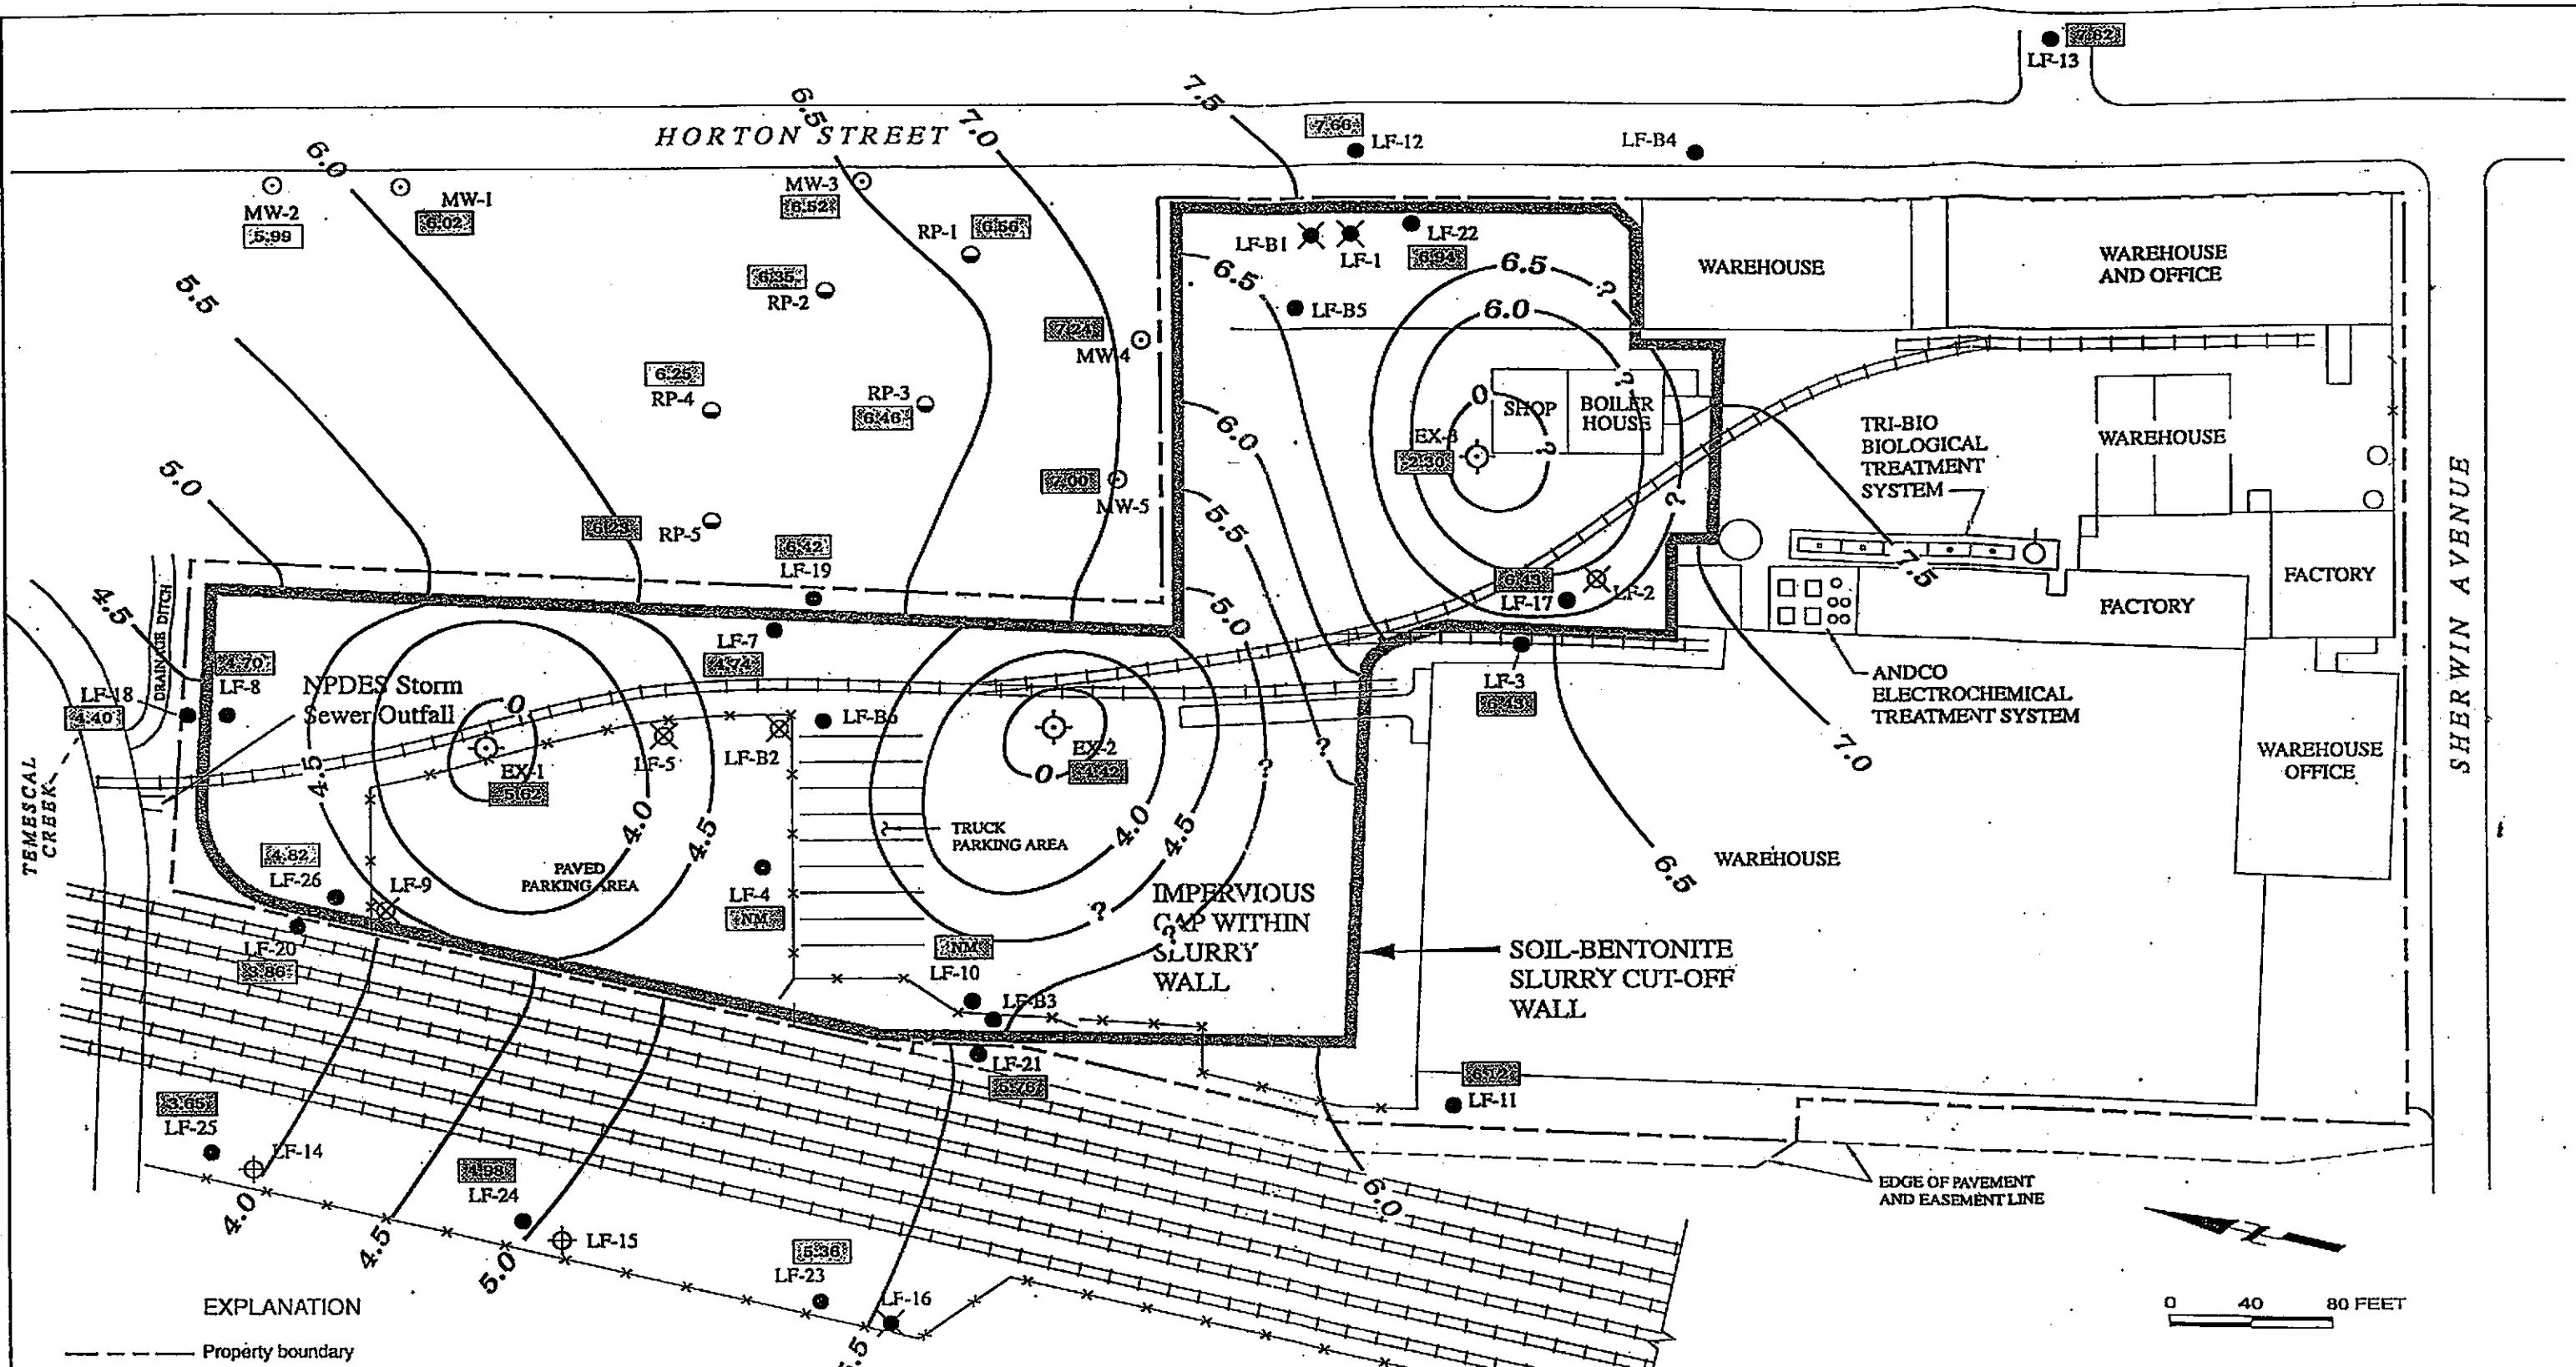 7.82
LF-13
7.5
6.5
7.0
HORTON STREET
7.66
LF-12
LF-B4
6.0
MW-2
5.99
MW-1
6.02
MW-3
6.52
RP-1
6.56
LF-B1
LF-1
LF-22
6.94
WAREHOUSE
WAREHOUSE
AND OFFICE
5.5
6.35
RP-2
6.5
6.5
?
6.0
LF-B5
7.24
MW-4
6.25
RP-4
RP-3
6.46
6.0
0
SHOP
BOILER
HOUSE
?
?
EX-3
TRI-BIO
BIOLOGICAL
TREATMENT
SYSTEM
WAREHOUSE
5.0
7.00
MW-5
5.5
?
6.23
RP-5
6.42
LF-19
SHERWIN AVENUE
7.5
FACTORY
FACTORY
4.5
DRAINAGE DITCH
5.0
6.43
LF-17
LF-2
LF-7
4.74
4.70
LF-8
LF-18
4.40
NPDES Storm
Sewer Outfall
0
LF-3
6.43
ANDCO
ELECTROCHEMICAL
TREATMENT SYSTEM
7.0
LF-5
LF-B2
LF-B6
EX-2
0
?
?
WAREHOUSE
OFFICE
TEMESCAL
CREEK
4.5
EX-1
4.0
4.5
TRUCK
PARKING AREA
4.0
4.5
6.5
WAREHOUSE
4.82
LF-26
LF-9
PAVED
PARKING AREA
LF-4
NM
?
?
IMPERVIOUS
CAP WITHIN
SLURRY
WALL
SOIL-BENTONITE
SLURRY CUT-OFF
WALL
LF-20
3.86
NM
LF-10
LF-B3
LF-21
5.76
LF-11
3.65
LF-25
LF-14
4.0
4.5
4.98
LF-24
LF-15
5.0
5.36
LF-23
LF-16
6.0
EDGE OF PAVEMENT
AND EASEMENT LINE
Z
0 40 80 FEET
EXPLANATION
Property boundary